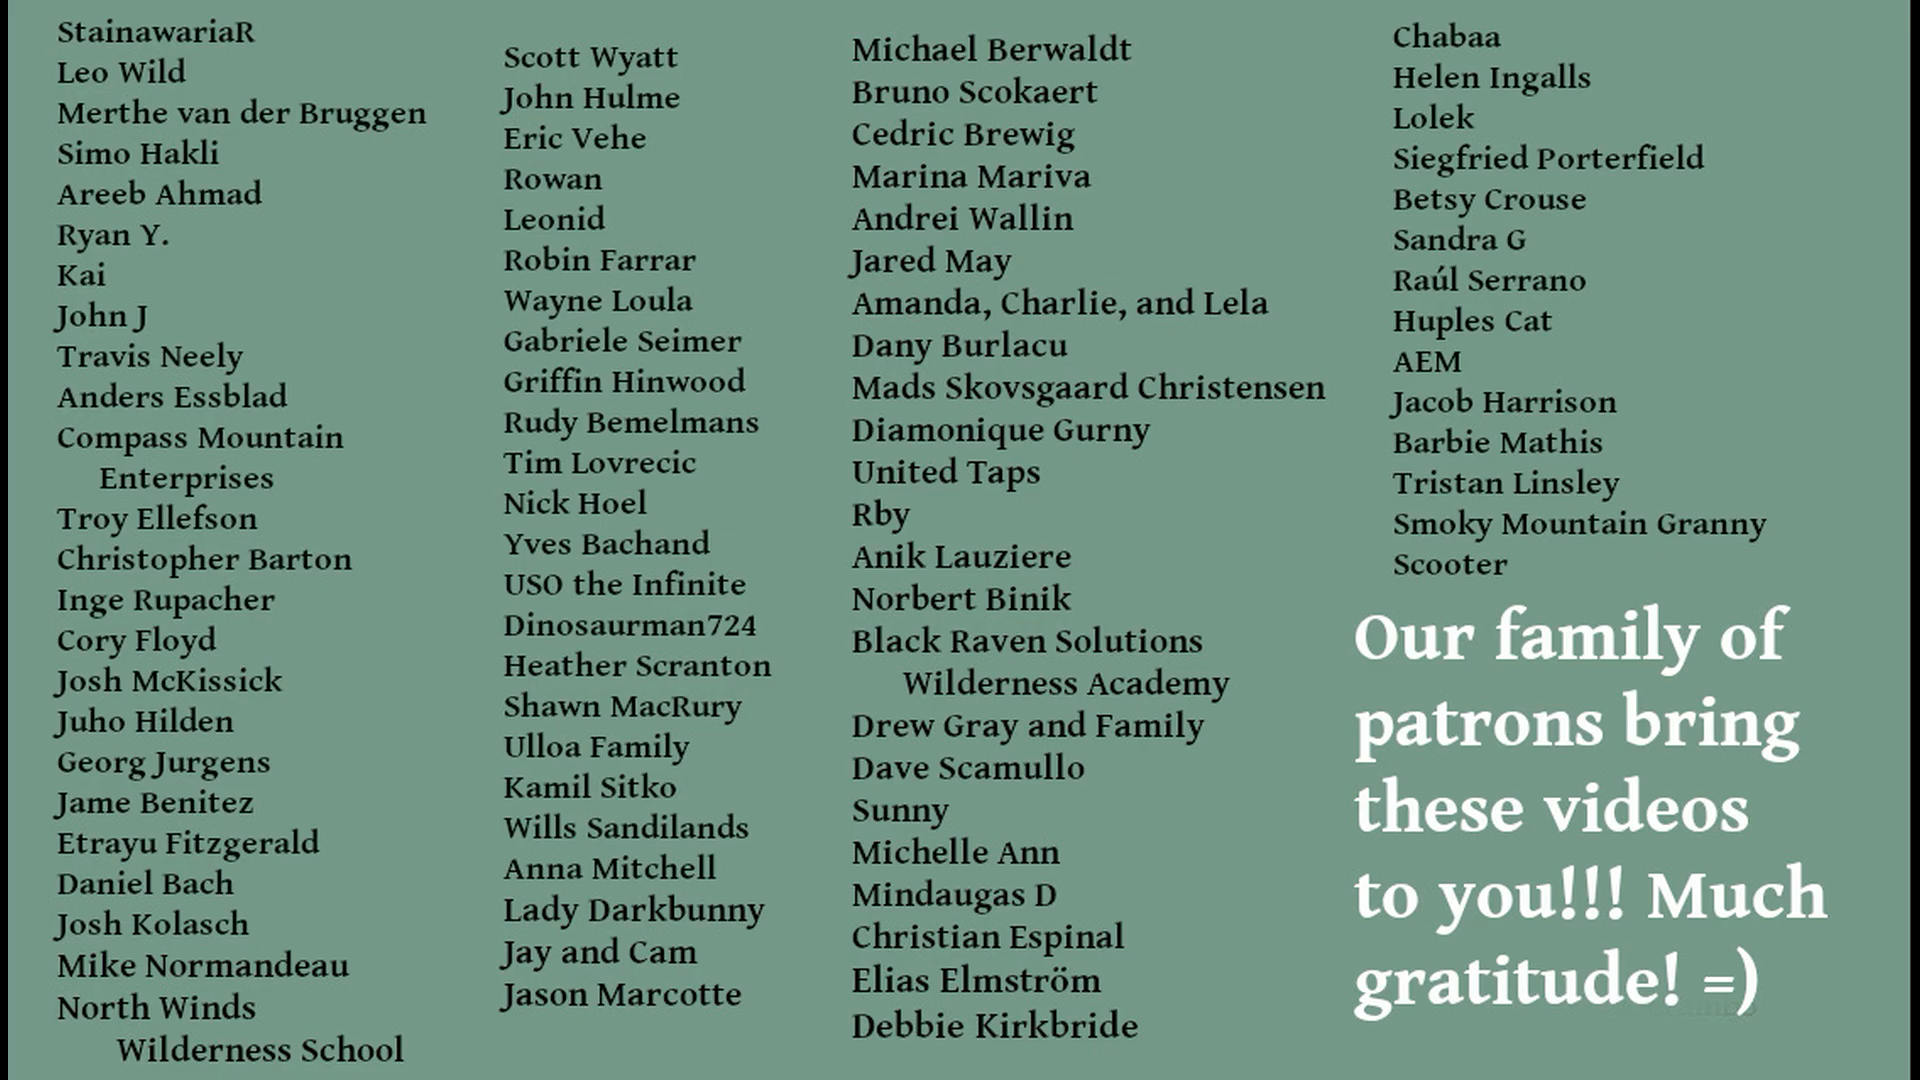 StainawariaR
Leo Wild
Merthe van der Bruggen
Simo Hakli
Areeb Ahmad
Ryan Y.
Kai
John J
Travis Neely
Anders Essblad
Compass Mountain
Enterprises
Troy Ellefson
Christopher Barton
Inge Rupacher
Cory Floyd
Josh McKissick
Juho Hilden
Georg Jurgens
Jame Benitez
Etrayu Fitzgerald
Daniel Bach
Josh Kolasch
Mike Normandeau
North Winds
Wilderness School
Scott Wyatt
John Hulme
Eric Vehe
Rowan
Leonid
Robin Farrar
Wayne Loula
Gabriele Seimer
Griffin Hinwood
Rudy Bemelmans
Tim Lovrecic
Nick Hoel
Yves Bachand
USO the Infinite
Dinosaurman724
Heather Scranton
Shawn MacRury
Ulloa Family
Kamil Sitko
Wills Sandilands
Anna Mitchell
Lady Darkbunny
Jay and Cam
Jason Marcotte
Michael Berwaldt
Bruno Scokaert
Cedric Brewig
Marina Mariva
Andrei Wallin
Jared May
Amanda, Charlie, and Lela
Dany Burlacu
Mads Skovsgaard Christensen
Diamonique Gurny
United Taps
Rby
Anik Lauziere
Norbert Binik
Black Raven Solutions
Wilderness Academy
Drew Gray and Family
Dave Scamullo
Sunny
Michelle Ann
Mindaugas D
Christian Espinal
Elias Elmström
Debbie Kirkbride
Chabaa
Helen Ingalls
Lolek
Siegfried Porterfield
Betsy Crouse
Sandra G
Raúl Serrano
Huples Cat
AEM
Jacob Harrison
Barbie Mathis
Tristan Linsley
Smoky Mountain Granny
Scooter
Our family of
patrons bring
these videos
to you!!! Much
gratitude! =)